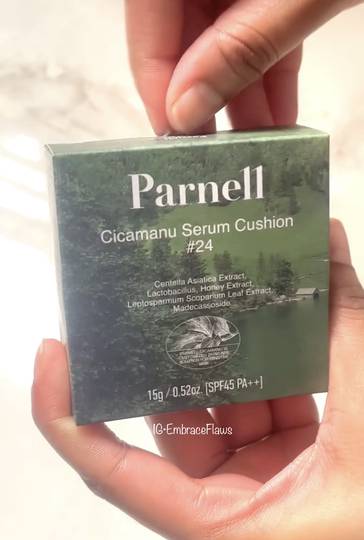 Parnell
Cicamanu Serum Cushion
#24
Centella Asiatica Extract,
Lactobacillus, Honey Extract,
Leptospermum Scoparium Leaf Extract,
Madecassoside
15g / 0.52oz. [SPF45 PA++]
IG-EmbraceFlaws